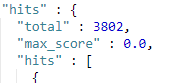 "hits" : {
"total" : 3802,
"max_score" : 0.0,
"hits" : [
{